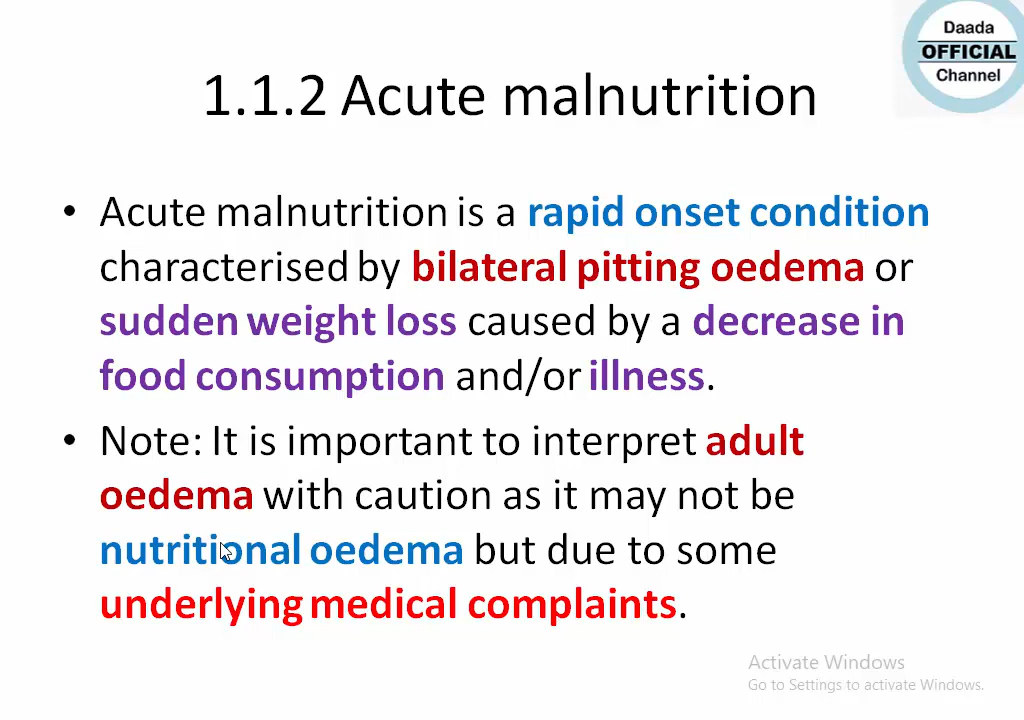 Daada
OFFICIAL
Channel
1.1.2 Acute malnutrition
• Acute malnutrition is a rapid onset condition
characterised by bilateral pitting oedema or
sudden weight loss caused by a decrease in
food consumption and/or illness.
• Note: It is important to interpret adult
oedema with caution as it may not be
nutritional oedema but due to some
underlying medical complaints.
Activate Windows
Go to Settings to activate Windows.